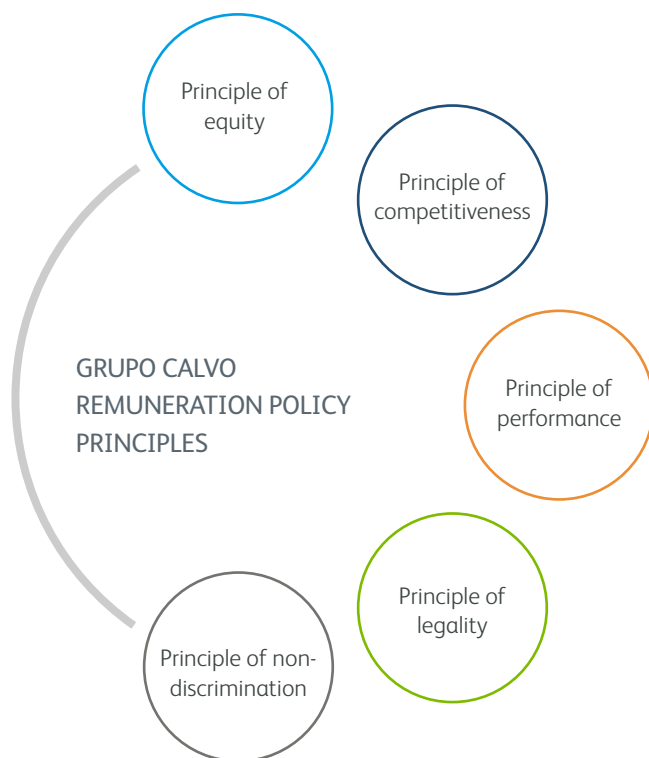 Principle of
equity
Principle of
competitiveness
GRUPO CALVO
REMUNERATION POLICY
PRINCIPLES
Principle of
performance
Principle of
legality
Principle of non-
discrimination